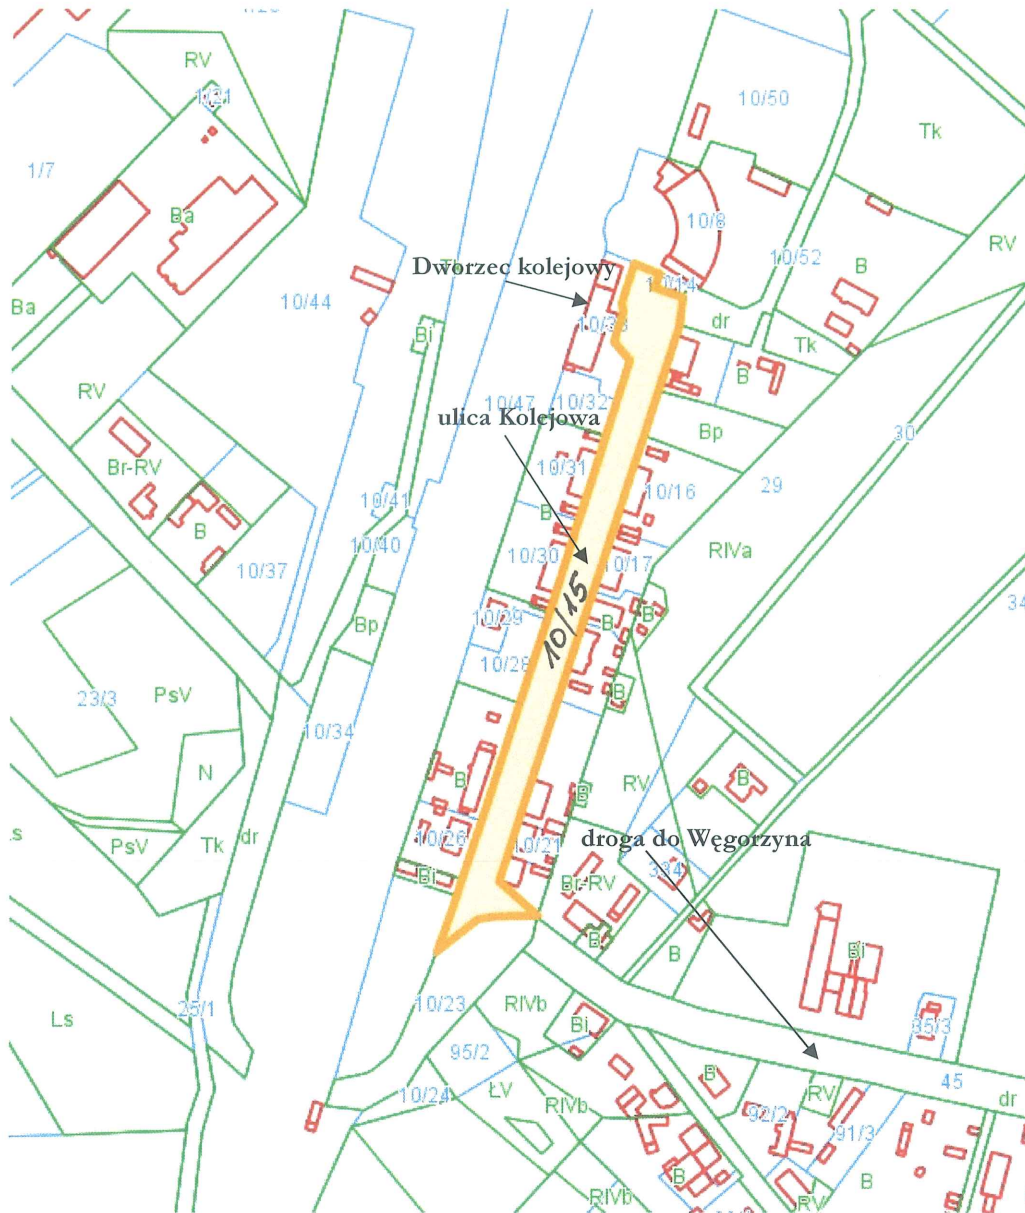 RV
1/21
10/50
Tk
1/7
Ba
10/8
RV
10/52
B
Dworzec kolejowy
10/14
Ba
10/44
10/33
dr
Bi
Tk
B
RV
10/47
10/32
ulica Kolejowa
Bp
30
10/31
Br-RV
10/16
29
10/41
B
B
10/40
RIVa
10/30
10/17
10/37
10/15
34
10/29
B
B
Bp
10/28
23/3
PsV
B
10/34
N
B
RV
B
B
PsV
Tk
dr
10/26
10/21
droga do Węgorzyna
334
Bi
Br-RV
B
B
Bi
Ls
25/1
10/23
RIVb
Bi
95/2
45
10/24
ŁV
RIVb
B
RV
dr
92/2
91/3
B
B
RIVb
RV